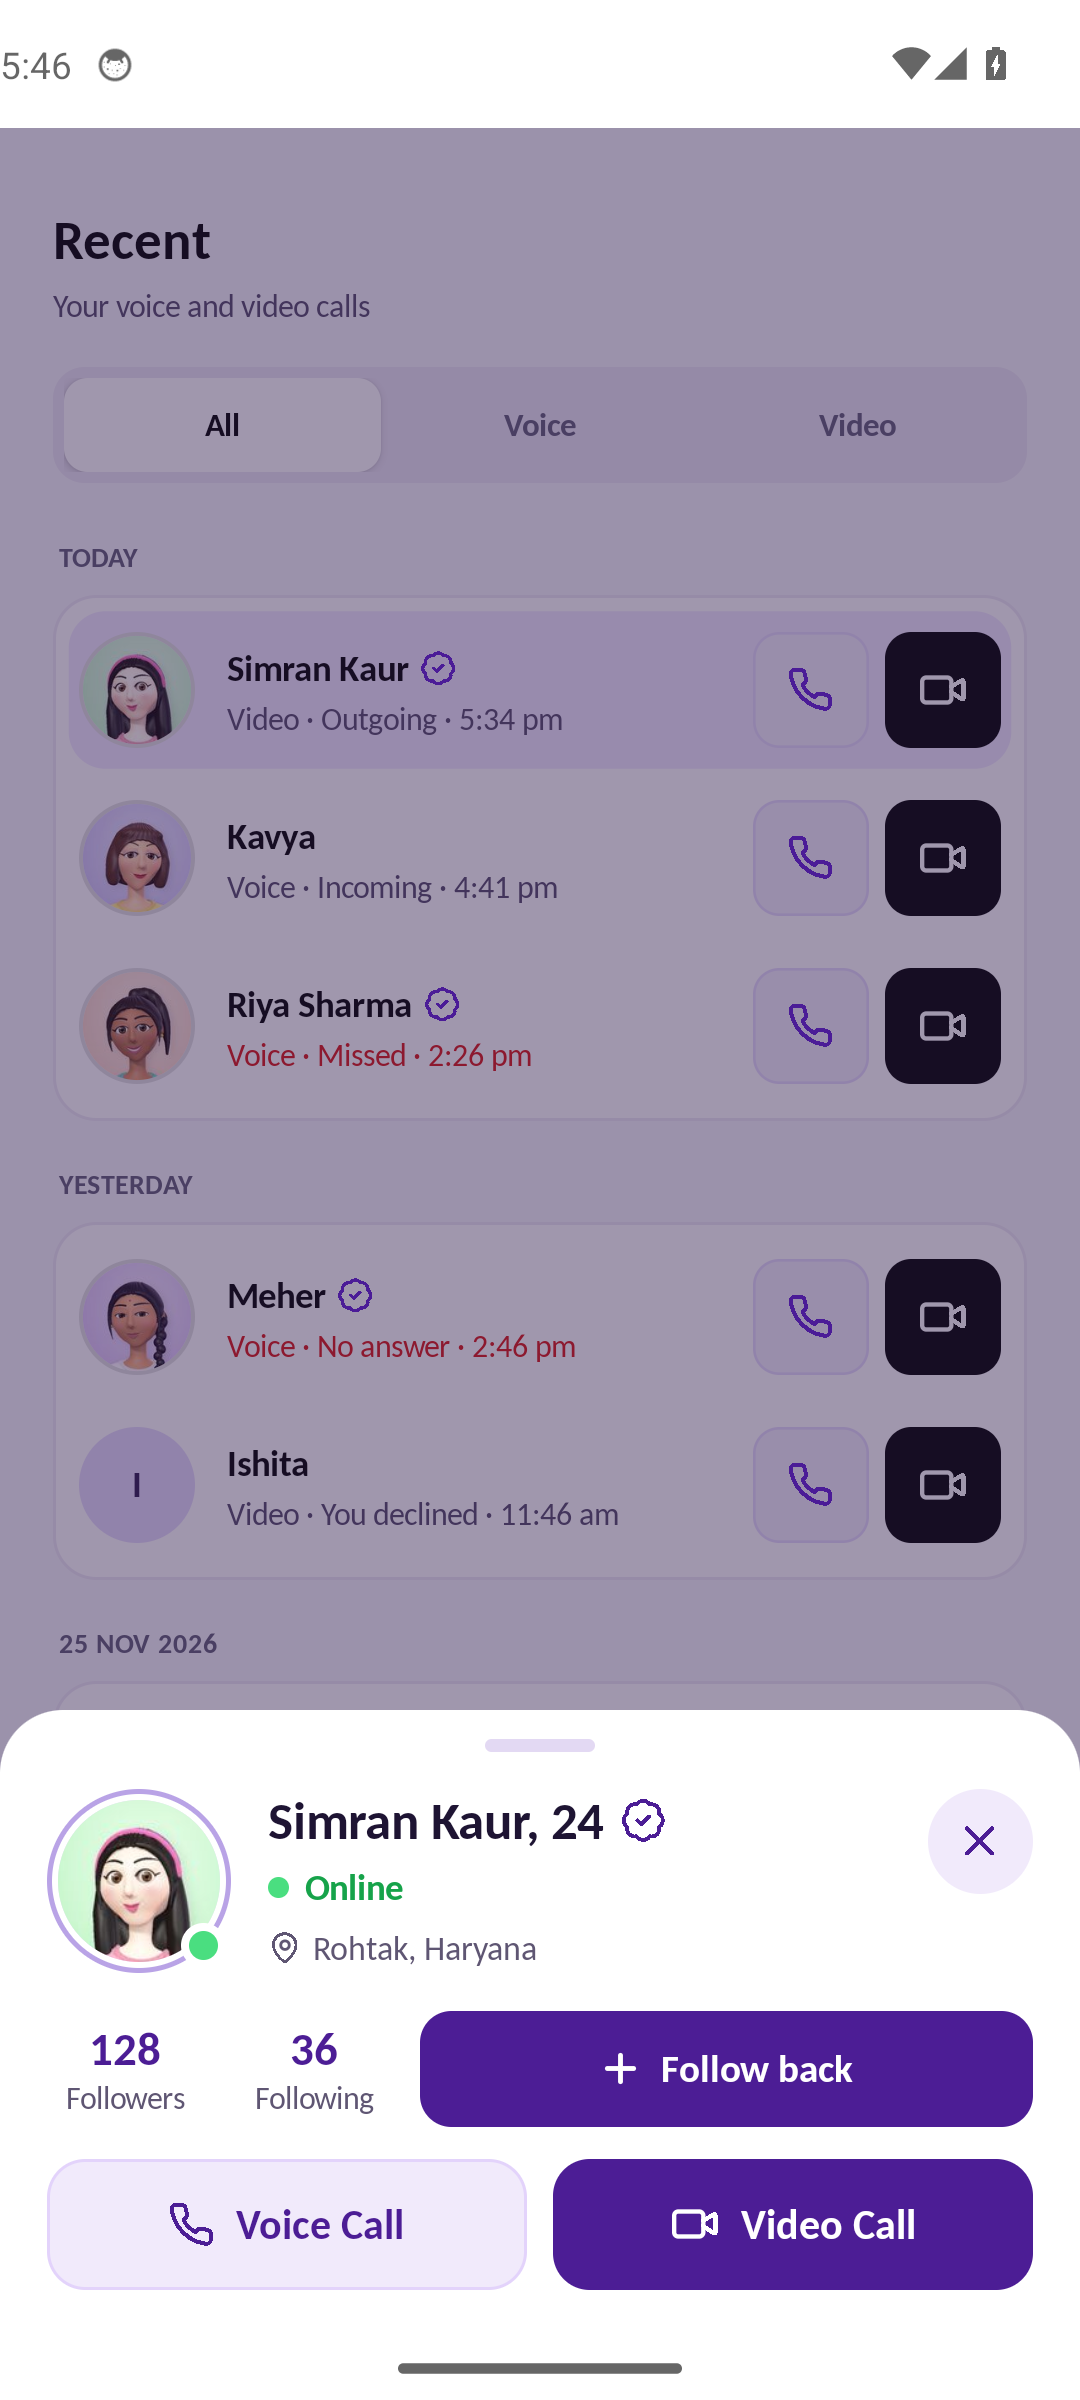 5:46
Recent
Your voice and video calls
All
Voice
Video
TODAY
Simran Kaur
Video · Outgoing · 5:34 pm
Kavya
Voice · Incoming · 4:41 pm
Riya Sharma
Voice · Missed · 2:26 pm
YESTERDAY
Meher
Voice · No answer · 2:46 pm
I
Ishita
Video · You declined · 11:46 am
25 NOV 2026
Simran Kaur, 24
Online
Rohtak, Haryana
128
Followers
36
Following
Follow back
Voice Call
Video Call